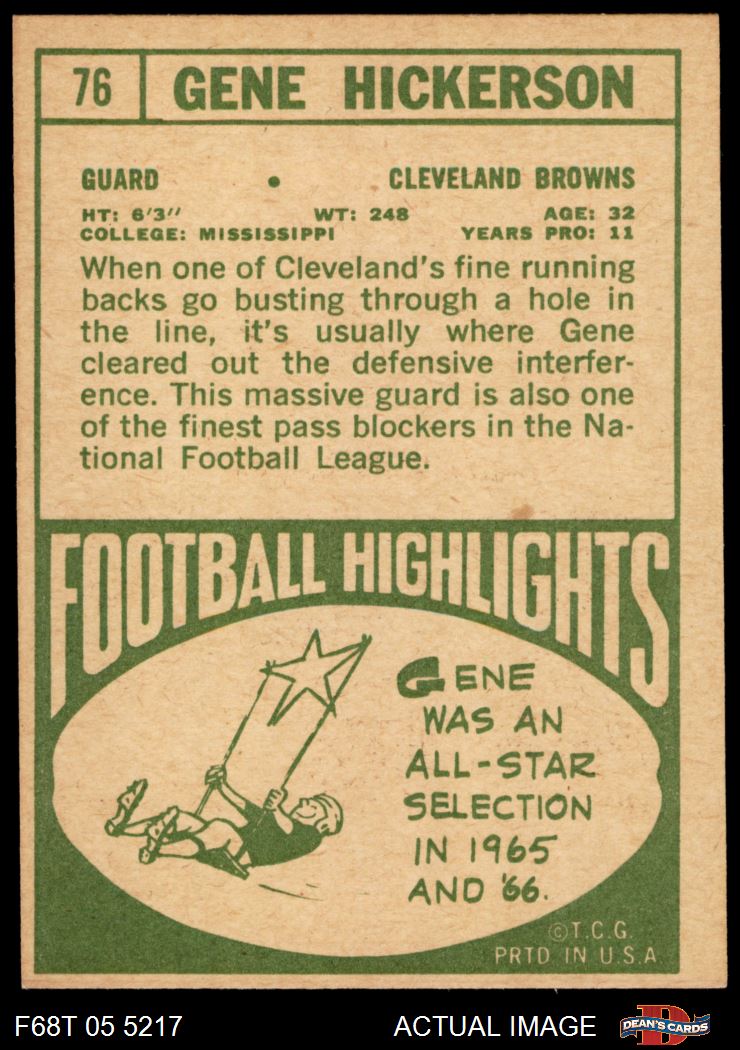 76 GENE HICKERSON
GUARD • CLEVELAND BROWNS
HT: 6'3" WT: 248 AGE: 32
COLLEGE: MISSISSIPPI YEARS PRO: 11
When one of Cleveland's fine running
backs go busting through a hole in
the line, it's usually where Gene
cleared out the defensive interfer-
ence. This massive guard is also one
of the finest pass blockers in the Na-
tional Football League.
FOOTBALL HIGHLIGHTS
GENE
WAS AN
ALL-STAR
SELECTION
IN 1965
AND '66.
©T.C.G.
PRTD IN U.S.A.
F68T 05 5217 ACTUAL IMAGE D DEAN'S CARDS